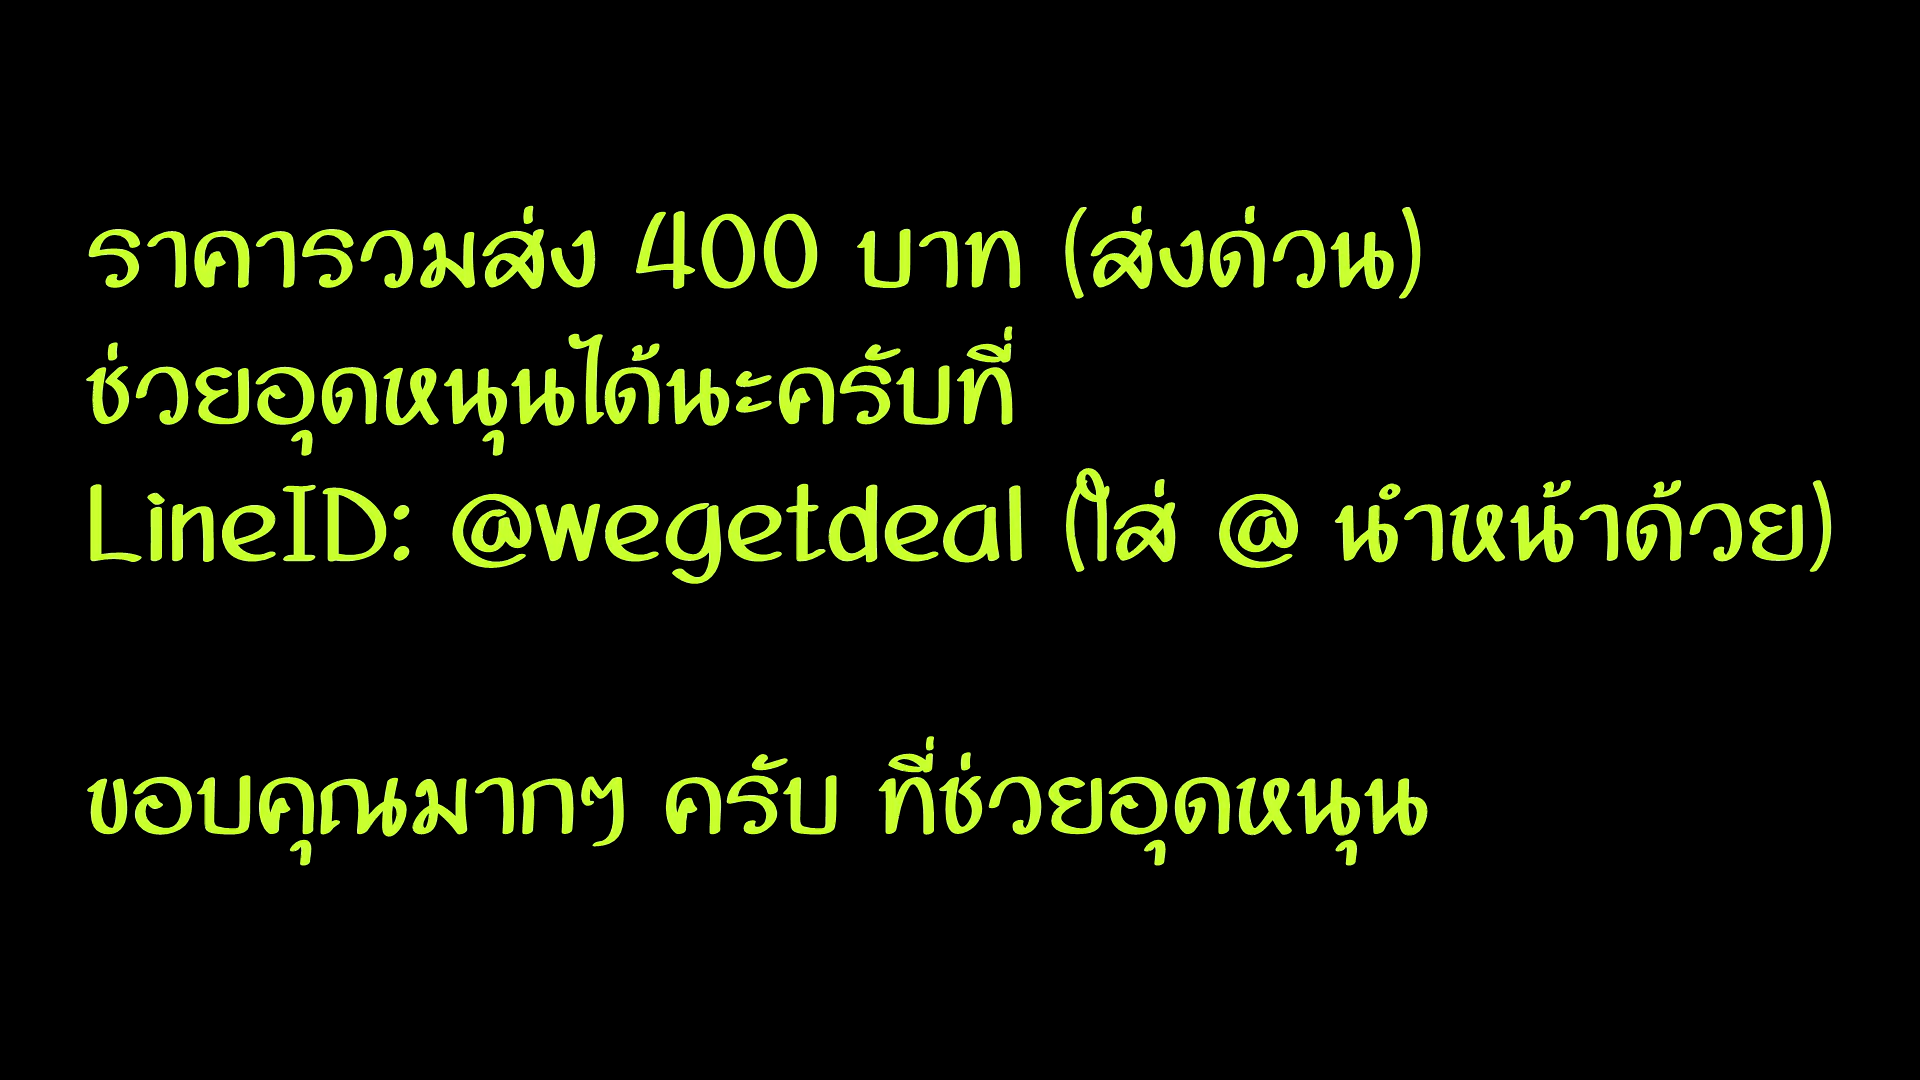 ราคารวมส่ง 400 บาท (ส่งด่วน)
ช่วยอุดหนุนได้นะครับที่
LineID: @wegetdeal (ใส่ @ นำหน้าด้วย)
ขอบคุณมากๆ ครับ ที่ช่วยอุดหนุน